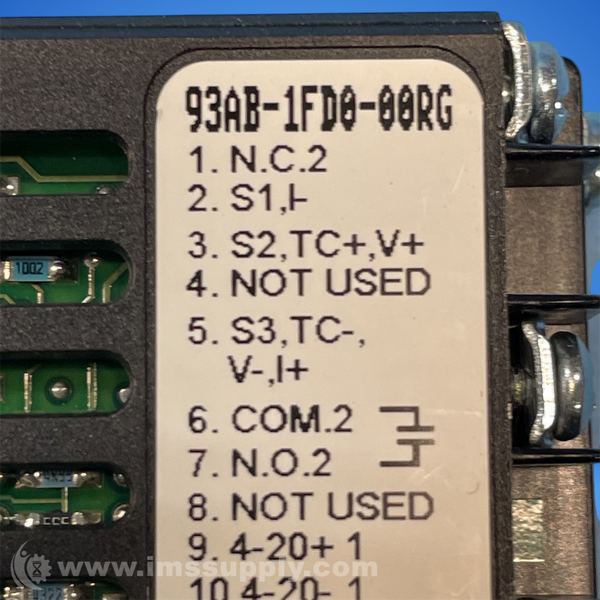 93AB-1FD0-00RG
1. N.C.2
2. S1,I-
3. S2,TC+,V+
4. NOT USED
5. S3,TC-,
V-,I+
6. COM.2
7. N.O.2
8. NOT USED
9. 4-20+ 1
10. 4-20- 1
1002
www.imssupply.com